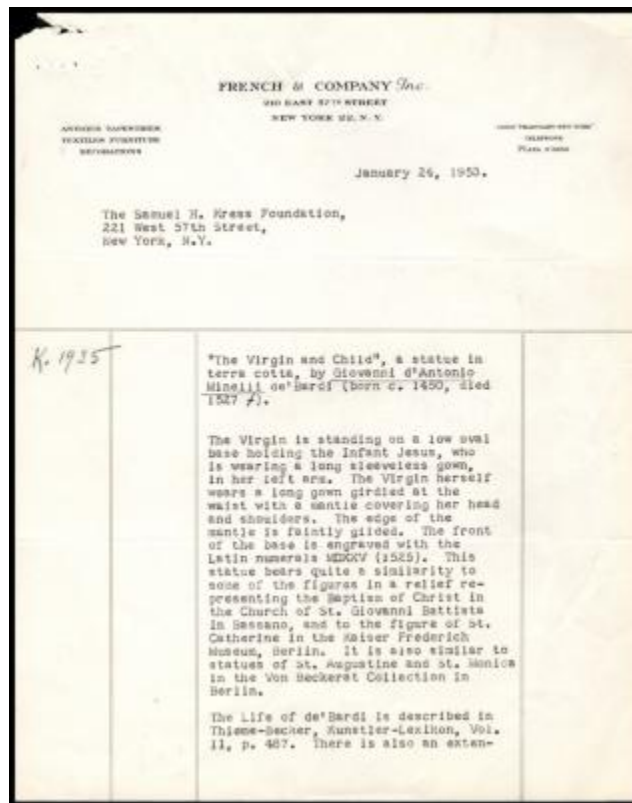 FRENCH & COMPANY Inc.
210 EAST 57TH STREET
NEW YORK 22, N. Y.
ANTIQUE TAPESTRIES
TEXTILES FURNITURE
DECORATIONS
TELEPHONE
PLAZA
January 26, 1953.
The Samuel H. Kress Foundation,
221 West 57th Street,
New York, N.Y.
K. 1935
"The Virgin and Child", a statue in
terra cotta, by Giovanni d'Antonio
Minelli de'Bardi (born c. 1450, died
1527 ).
The Virgin is standing on a low oval
base holding the Infant Jesus, who
is wearing a long sleeveless gown,
in her left arm. The Virgin herself
wears a long gown girdled at the
waist with a mantle covering her head
and shoulders. The edge of the
mantle is faintly gilded. The front
of the base is engraved with the
Latin numerals MDXXV (1525). This
statue bears quite a similarity to
some of the figures in a relief re-
presenting the Baptism of Christ in
the Church of St. Giovanni Battista
in Bassano, and to the figure of St.
Catherine in the Kaiser Frederich
Museum, Berlin. It is also similar to
statues of St. Augustine and St. Monica
in the Von Beckerat Collection in
Berlin.
The Life of de'Bardi is described in
Thieme-Becker, Kunstler-Lexikon, Vol.
II, p. 487. There is also an exten-